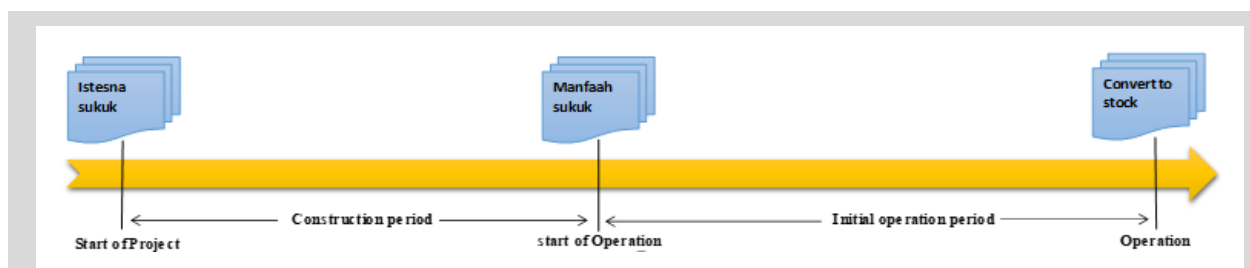 Istesna
sukuk
Manfaah
sukuk
Convert to
stock
Construction period
Initial operation period
Start of Project
start of Operation
Operation